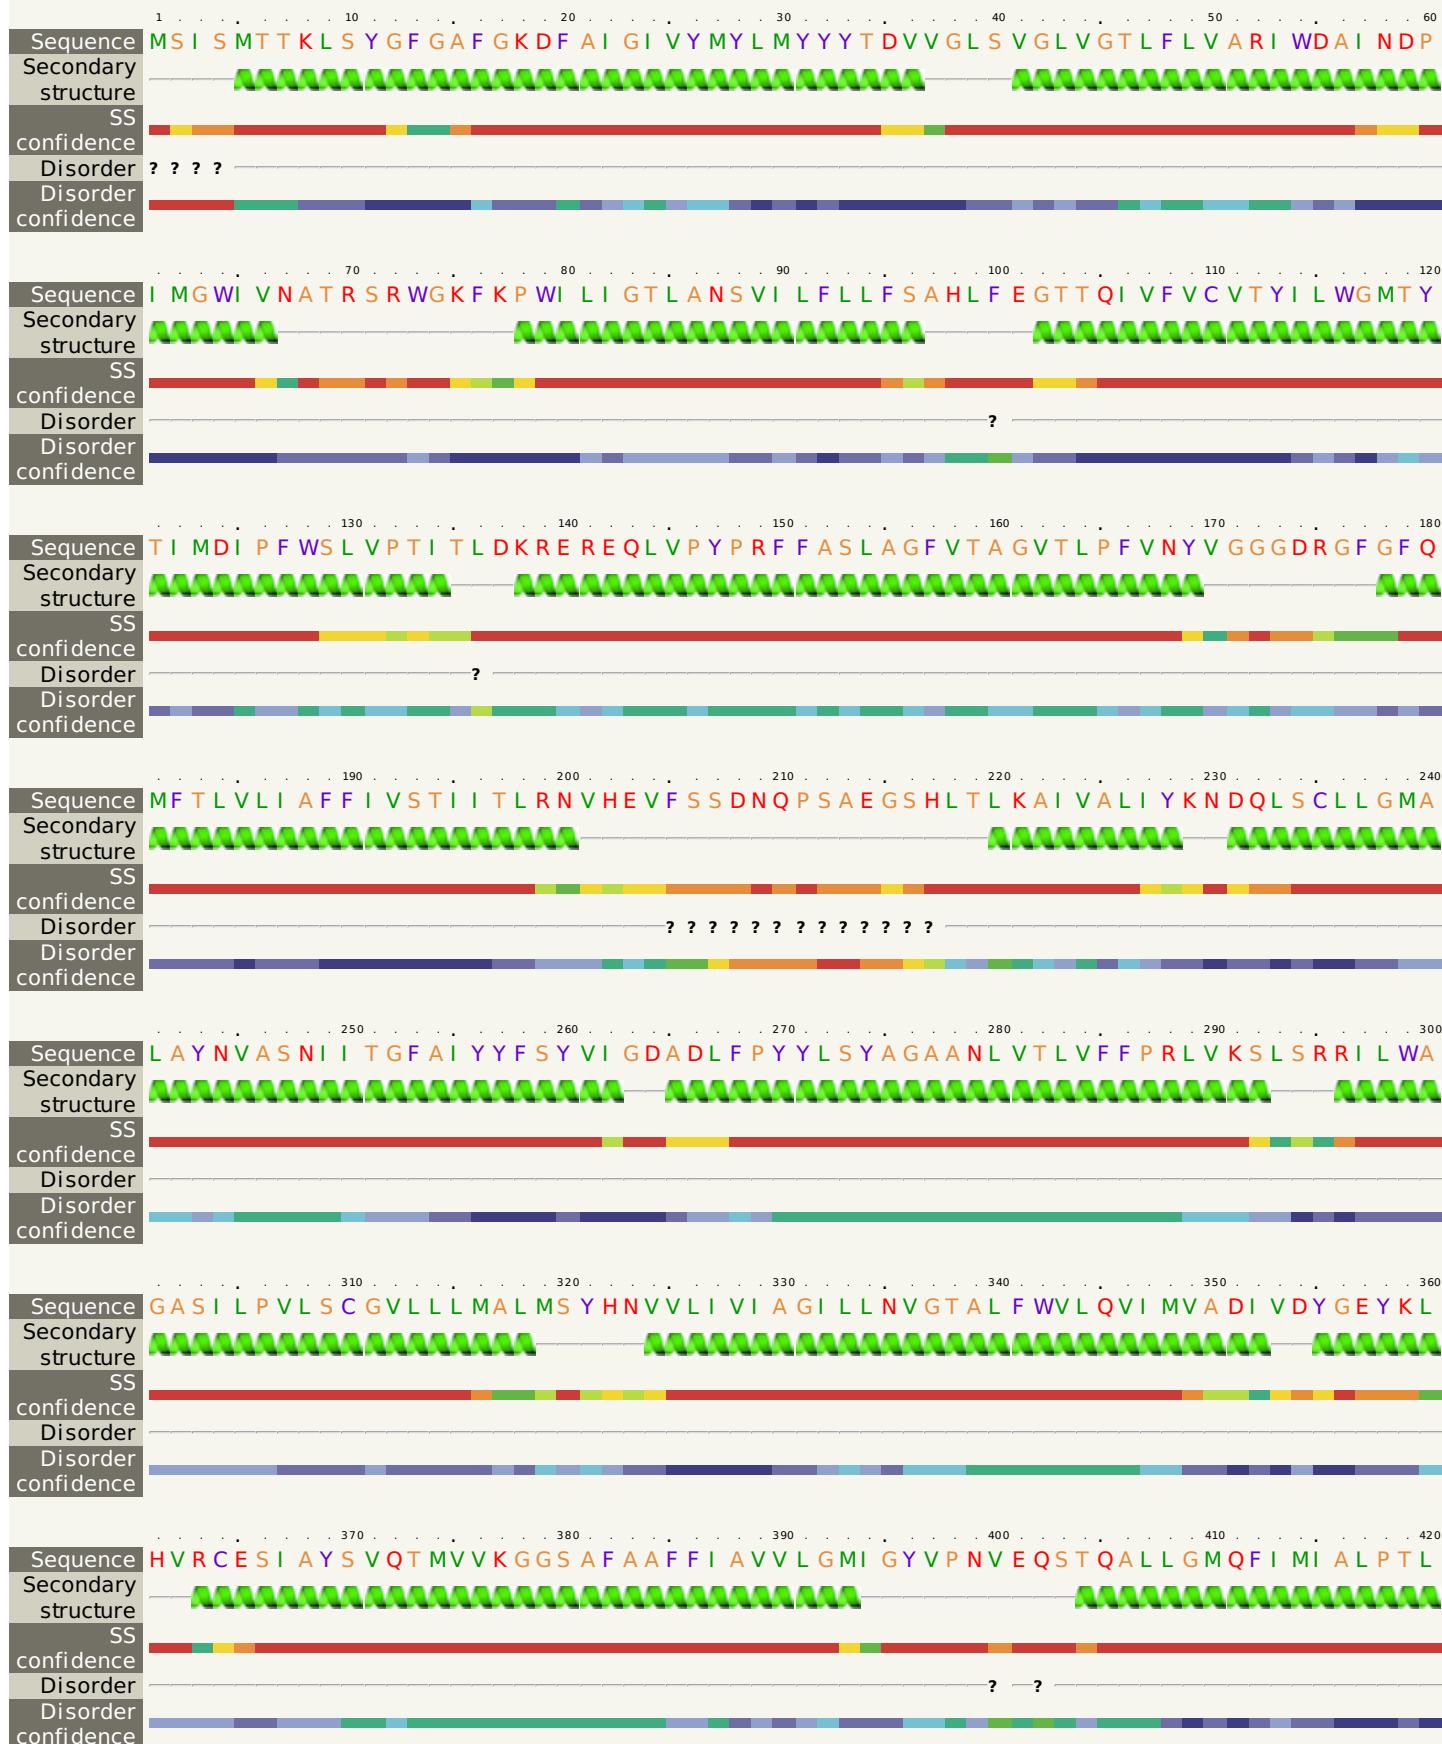 1 . . . . . . . . 10 . . . . . . . . . 20 . . . . . . . . . 30 . . . . . . . . . 40 . . . . . . . . . 50 . . . . . . . . . 60
Sequence MSISMTTKLSYGFGAFGKDFAIGIVYMYLMYYYTDVVGLSVGLVGTLFLVARIWDAINDP
Secondary
structure
SS
confidence
Disorder ? ? ? ?
Disorder
confidence
. . . . . . . . . 70 . . . . . . . . . 80 . . . . . . . . . 90 . . . . . . . . . 100 . . . . . . . . . 110 . . . . . . . . . 120
Sequence IMGWIVNATRSRWGKFKPWILIGTLANSVILFLLFSAHLFEGTTQIVFVCVTYILWGMTY
Secondary
structure
SS
confidence
Disorder ?
Disorder
confidence
. . . . . . . . . 130 . . . . . . . . . 140 . . . . . . . . . 150 . . . . . . . . . 160 . . . . . . . . . 170 . . . . . . . . . 180
Sequence TIMDIPFWSLVPTITLDKREREQLVPYPRFFASLAGFVTAGVTLPFVNYVGGGDRGFGFQ
Secondary
structure
SS
confidence
Disorder ?
Disorder
confidence
. . . . . . . . . 190 . . . . . . . . . 200 . . . . . . . . . 210 . . . . . . . . . 220 . . . . . . . . . 230 . . . . . . . . . 240
Sequence MFTLVLIAFFIVSTIITLRNVHEVFSSDNQPSAEGSHLTLKAIVALIYKNDQLSCLLGMA
Secondary
structure
SS
confidence
Disorder ? ? ? ? ? ? ? ? ? ? ? ? ?
Disorder
confidence
. . . . . . . . . 250 . . . . . . . . . 260 . . . . . . . . . 270 . . . . . . . . . 280 . . . . . . . . . 290 . . . . . . . . . 300
Sequence LAYNVASNIITGFAIYYFSYVIGDADLFPYYLSYAGAANLVTLVFFPRLVKSLSRRILWA
Secondary
structure
SS
confidence
Disorder
Disorder
confidence
. . . . . . . . . 310 . . . . . . . . . 320 . . . . . . . . . 330 . . . . . . . . . 340 . . . . . . . . . 350 . . . . . . . . . 360
Sequence GASILPVLSCGVLLLMALMSYHNVVLIVIAGILLNVGTALFWVLQVIMVADIVDYGEYKL
Secondary
structure
SS
confidence
Disorder
Disorder
confidence
. . . . . . . . . 370 . . . . . . . . . 380 . . . . . . . . . 390 . . . . . . . . . 400 . . . . . . . . . 410 . . . . . . . . . 420
Sequence HVRCESIAYSVQTMVVKGGSAFAAFFIAVVLGMIGYVPNVEQSTQALLGMQFIMIALPTL
Secondary
structure
SS
confidence
Disorder ? ?
Disorder
confidence